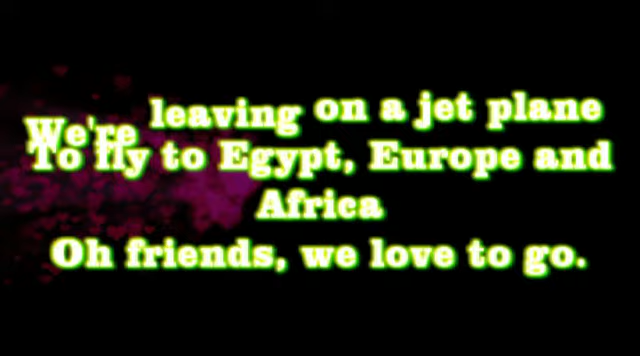 We're leaving on a jet plane
To fly to Egypt, Europe and
Africa
Oh friends, we love to go.